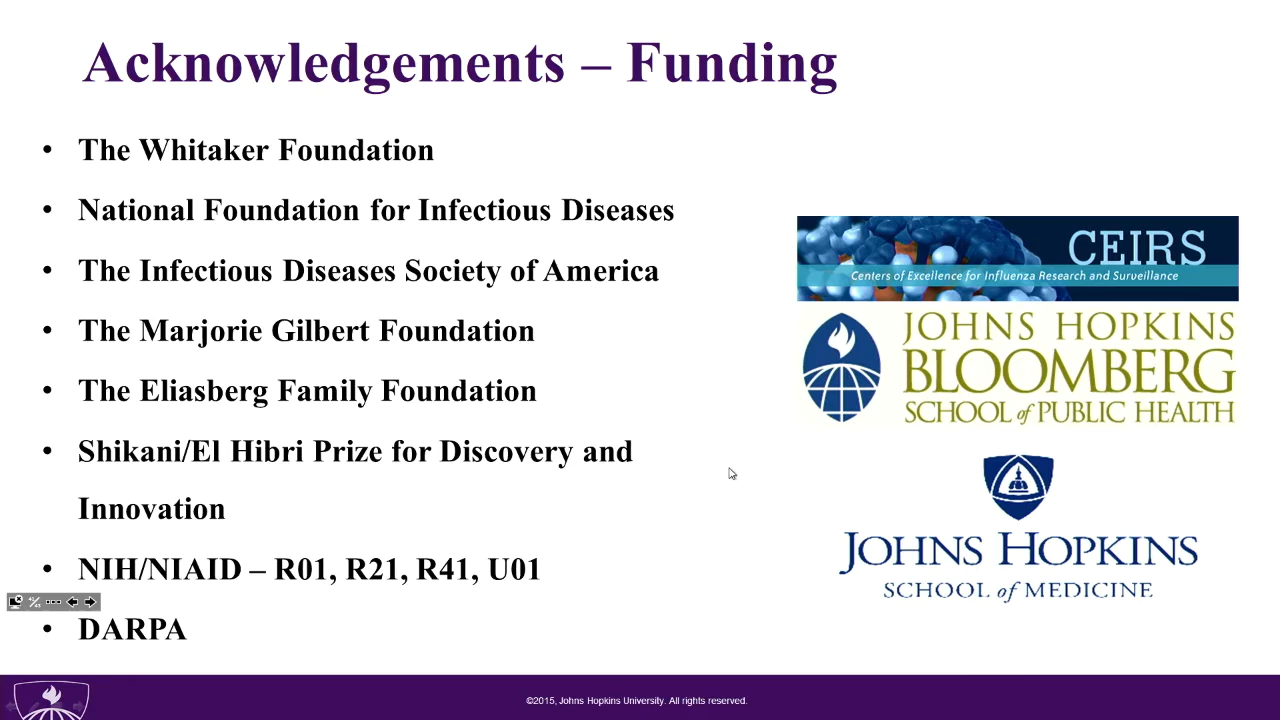 Acknowledgements – Funding
• The Whitaker Foundation
• National Foundation for Infectious Diseases
• The Infectious Diseases Society of America
• The Marjorie Gilbert Foundation
• The Eliasberg Family Foundation
• Shikani/El Hibri Prize for Discovery and
Innovation
• NIH/NIAID – R01, R21, R41, U01
• DARPA
CEIRS
Centers of Excellence for Influenza Research and Surveillance
JOHNS HOPKINS
BLOOMBERG
SCHOOL of PUBLIC HEALTH
JOHNS HOPKINS
SCHOOL of MEDICINE
©2015, Johns Hopkins University. All rights reserved.